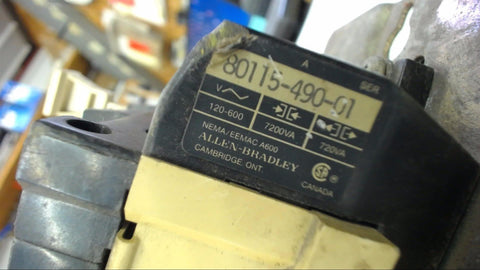 A SER
80115-490-01
V
120-600 7200VA 720VA
NEMA/EEMAC A600
ALLEN-BRADLEY
CAMBRIDGE ONT.
CANADA